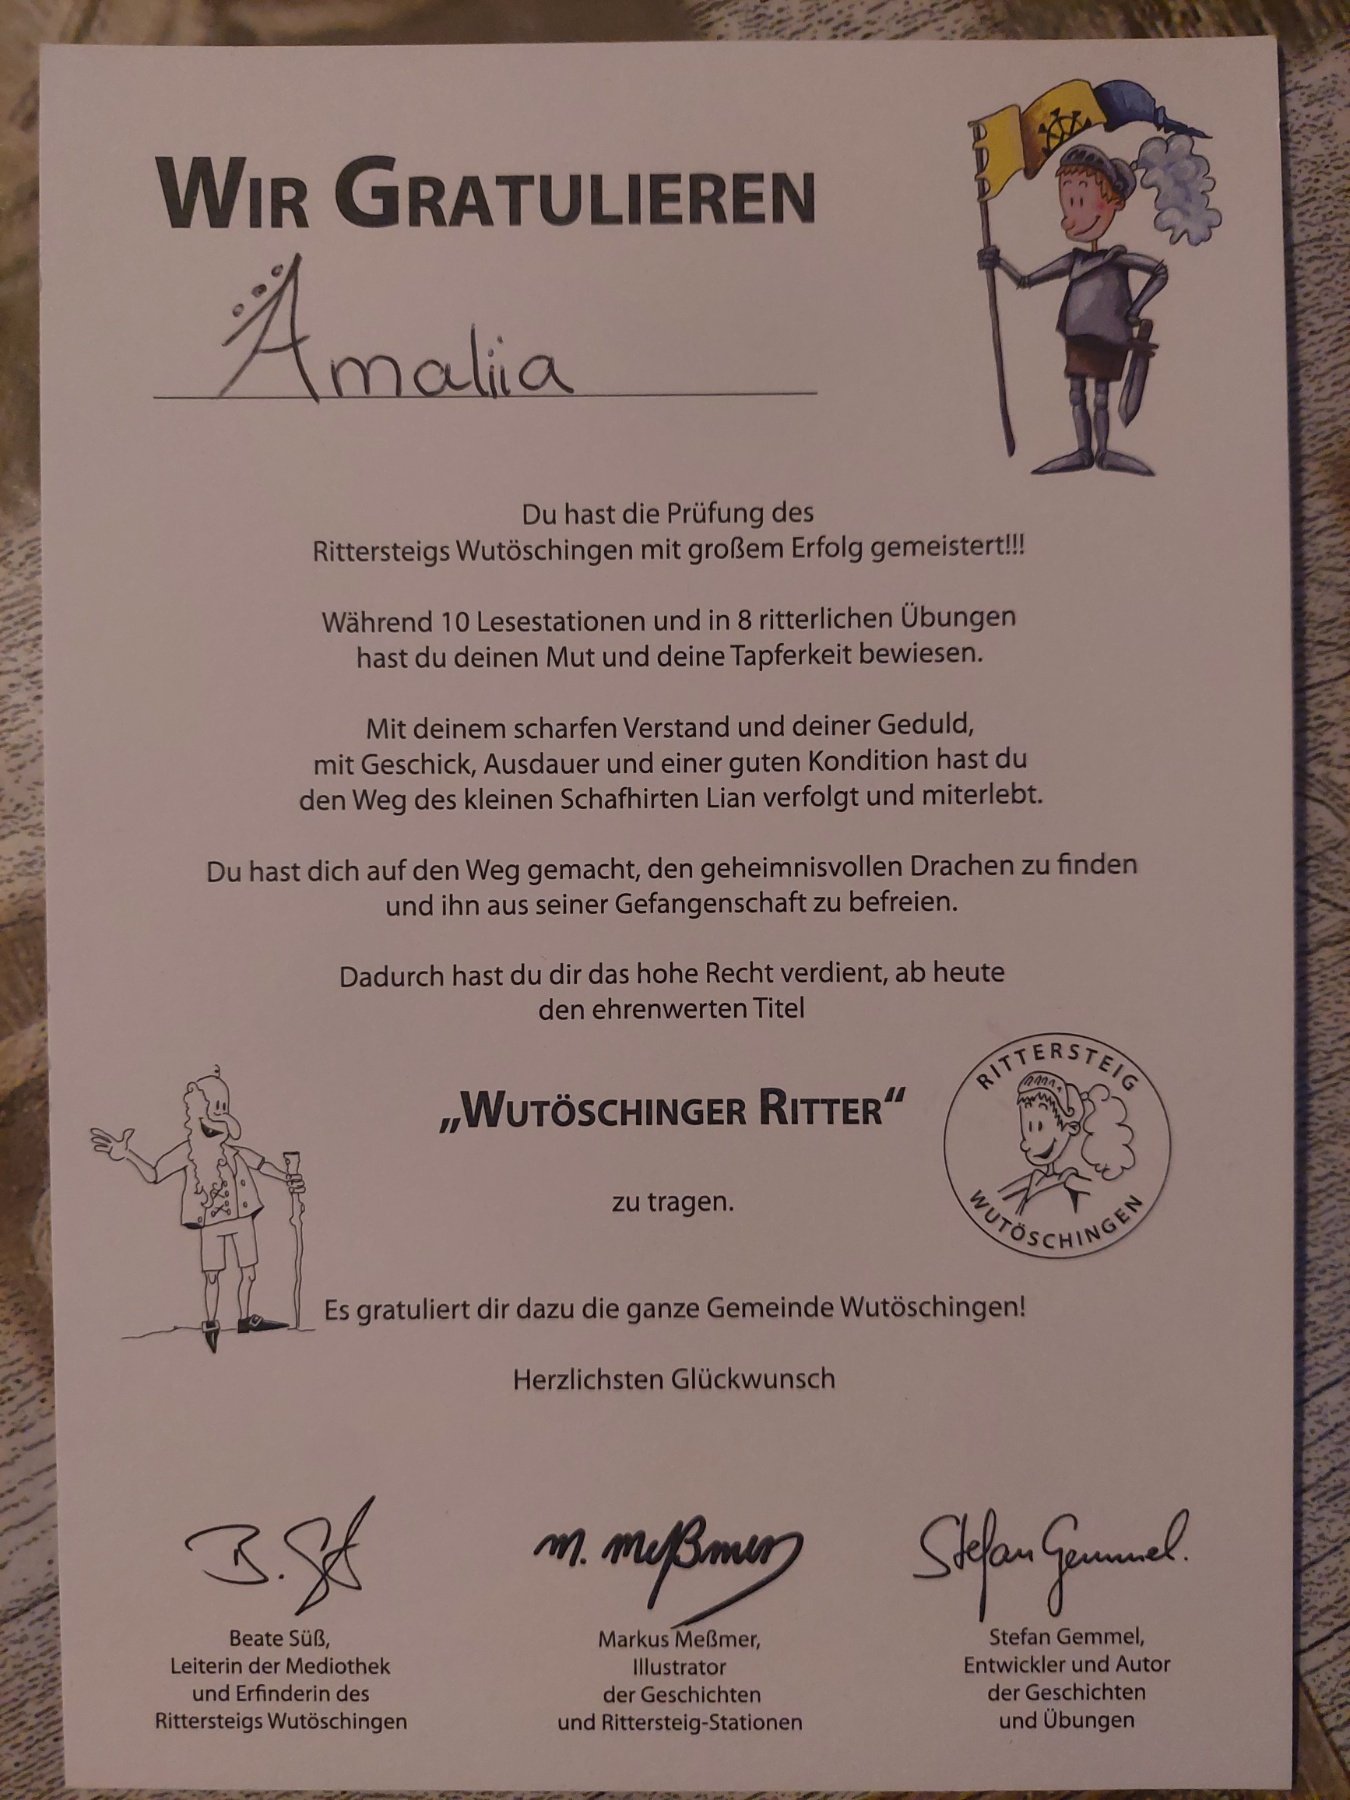 WIR GRATULIEREN
Amaliia
Du hast die Prüfung des
Rittersteigs Wutöschingen mit großem Erfolg gemeistert!!!
Während 10 Lesestationen und in 8 ritterlichen Übungen
hast du deinen Mut und deine Tapferkeit bewiesen.
Mit deinem scharfen Verstand und deiner Geduld,
mit Geschick, Ausdauer und einer guten Kondition hast du
den Weg des kleinen Schafhirten Lian verfolgt und miterlebt.
Du hast dich auf den Weg gemacht, den geheimnisvollen Drachen zu finden
und ihn aus seiner Gefangenschaft zu befreien.
Dadurch hast du dir das hohe Recht verdient, ab heute
den ehrenwerten Titel
„WUTÖSCHINGER RITTER“
RITTERSTEIG
WUTÖSCHINGEN
zu tragen.
Es gratuliert dir dazu die ganze Gemeinde Wutöschingen!
Herzlichsten Glückwunsch
B. Süß
M. Meßmer
Stefan Gemmel.
Beate Süß,
Leiterin der Mediothek
und Erfinderin des
Rittersteigs Wutöschingen
Markus Meßmer,
Illustrator
der Geschichten
und Rittersteig-Stationen
Stefan Gemmel,
Entwickler und Autor
der Geschichten
und Übungen